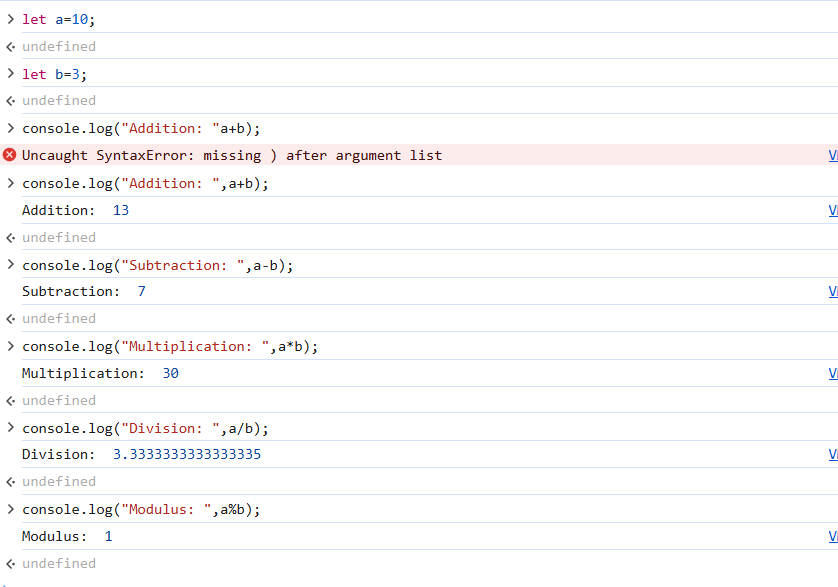 let a=10;
undefined
let b=3;
undefined
console.log("Addition: "a+b);
Uncaught SyntaxError: missing ) after argument list
console.log("Addition: ",a+b);
Addition:  13
undefined
console.log("Subtraction: ",a-b);
Subtraction:  7
undefined
console.log("Multiplication: ",a*b);
Multiplication:  30
undefined
console.log("Division: ",a/b);
Division:  3.3333333333333335
undefined
console.log("Modulus: ",a%b);
Modulus:  1
undefined